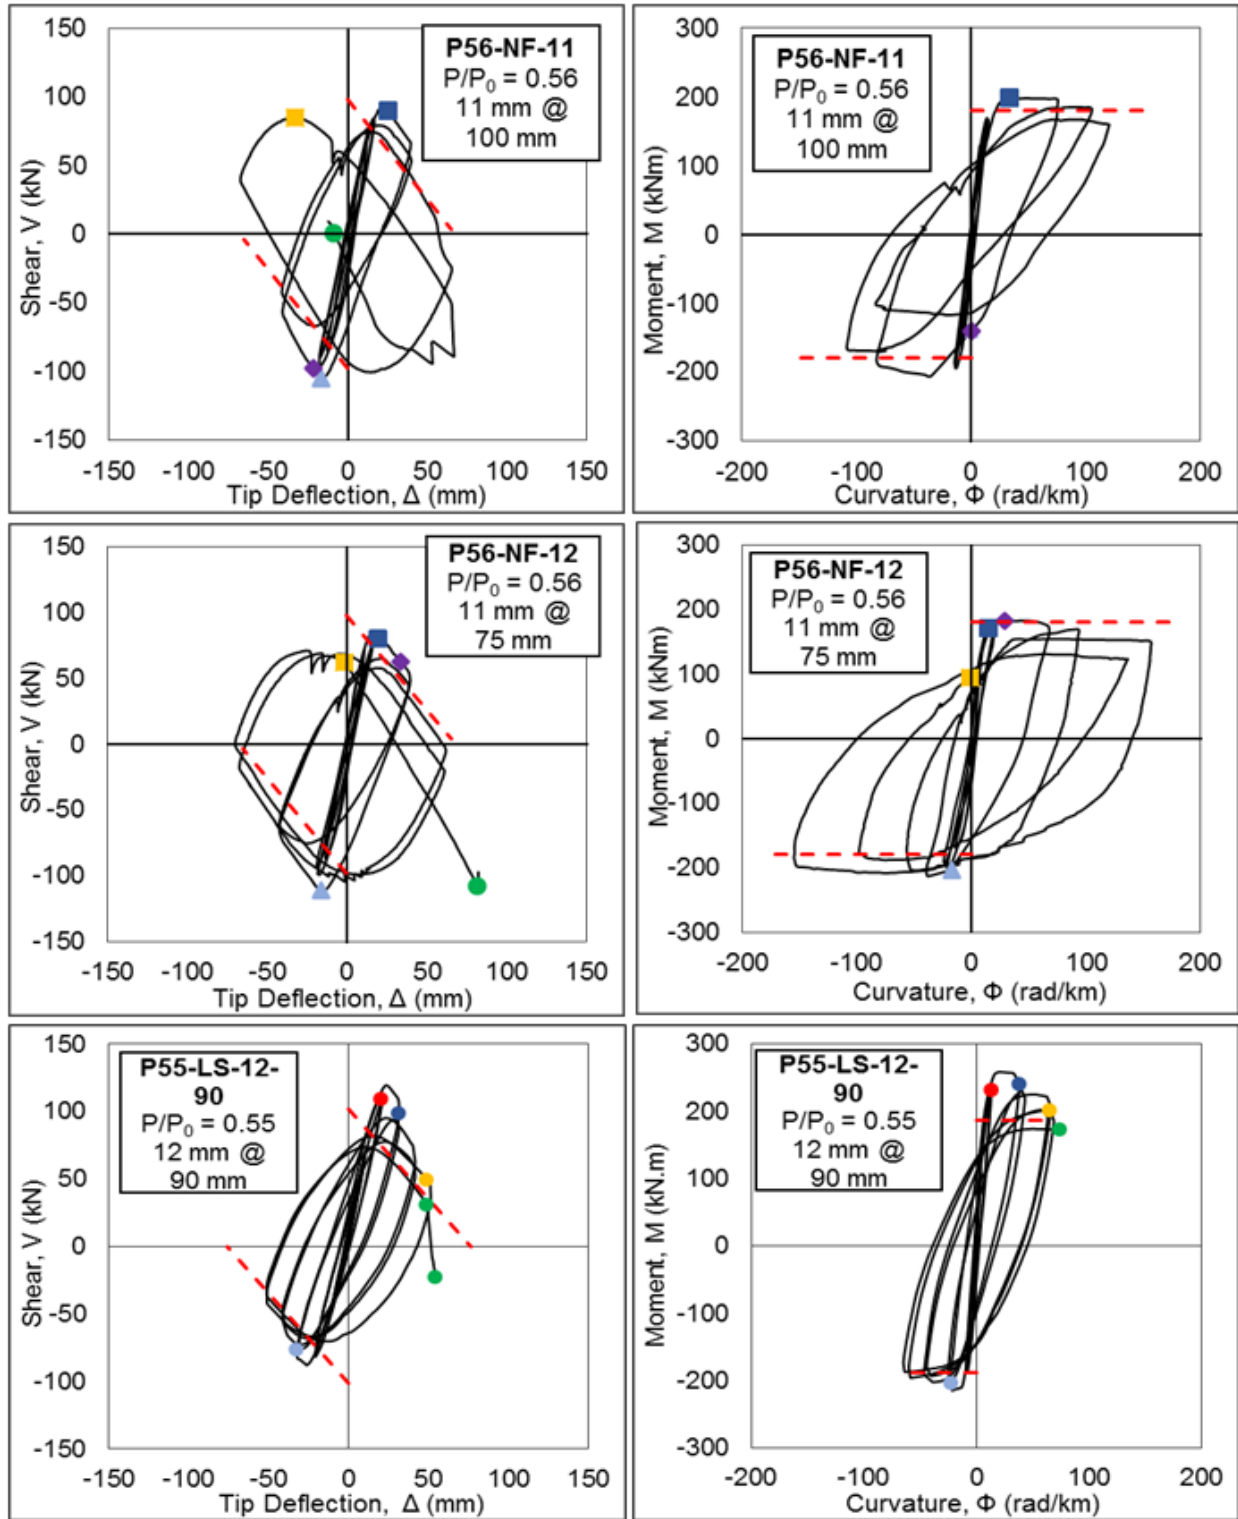 150
100
50
0
-50
-100
-150
Shear, V (kN)
P56-NF-11
P/P₀ = 0.56
11 mm @
100 mm
-150 -100 -50 0 50 100 150
Tip Deflection, Δ (mm)
300
200
100
0
-100
-200
-300
Moment, M (kNm)
P56-NF-11
P/P₀ = 0.56
11 mm @
100 mm
-200 -100 0 100 200
Curvature, Φ (rad/km)
150
100
50
0
-50
-100
-150
Shear, V (kN)
P56-NF-12
P/P₀ = 0.56
11 mm @
75 mm
-150 -100 -50 0 50 100 150
Tip Deflection, Δ (mm)
300
200
100
0
-100
-200
-300
Moment, M (kNm)
P56-NF-12
P/P₀ = 0.56
11 mm @
75 mm
-200 -100 0 100 200
Curvature, Φ (rad/km)
150
100
50
0
-50
-100
-150
Shear, V (kN)
P55-LS-12-
90
P/P₀ = 0.55
12 mm @
90 mm
-150 -100 -50 0 50 100 150
Tip Deflection, Δ (mm)
300
200
100
0
-100
-200
-300
Moment, M (kN.m)
P55-LS-12-
90
P/P₀ = 0.55
12 mm @
90 mm
-200 -100 0 100 200
Curvature, Φ (rad/km)